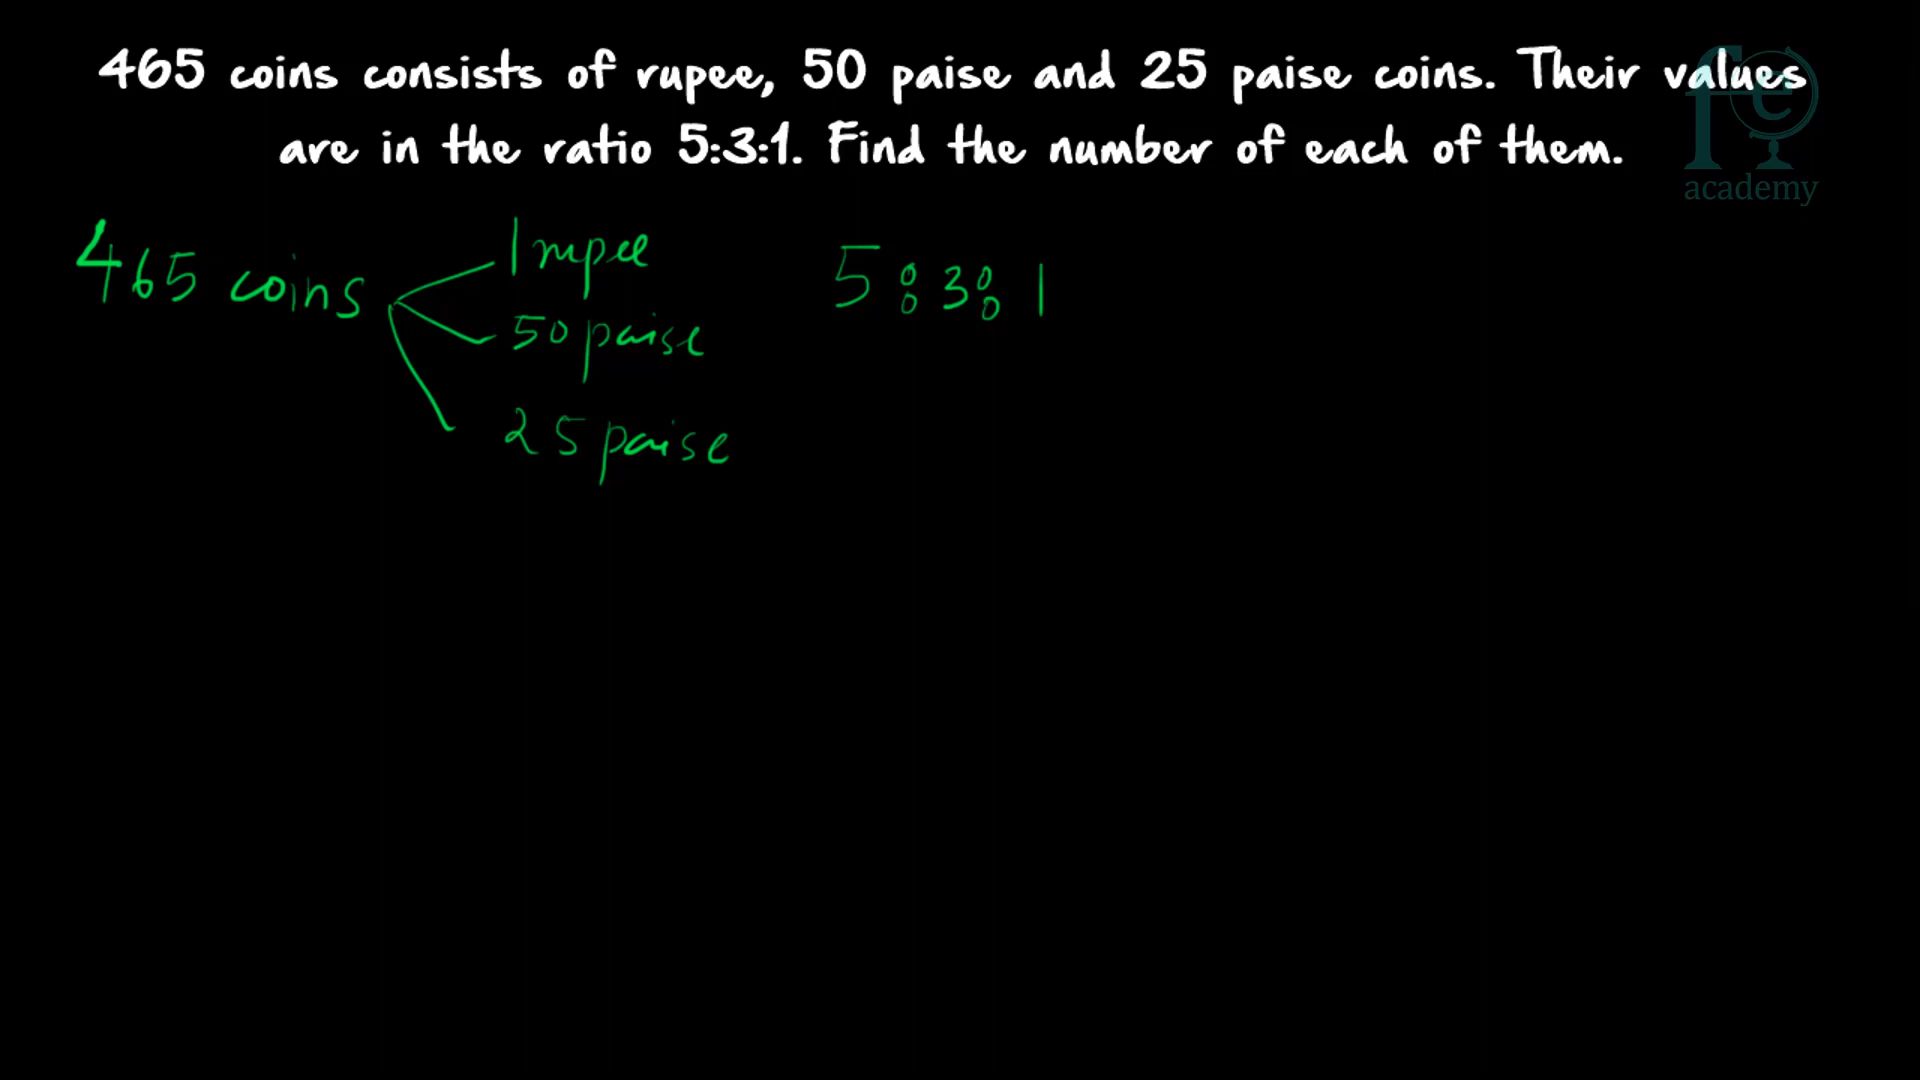 465 coins consists of rupee, 50 paise and 25 paise coins. Their values
are in the ratio 5:3:1. Find the number of each of them.
fe
academy
465 coins
1 rupee
5 : 3 : 1
50 paise
25 paise